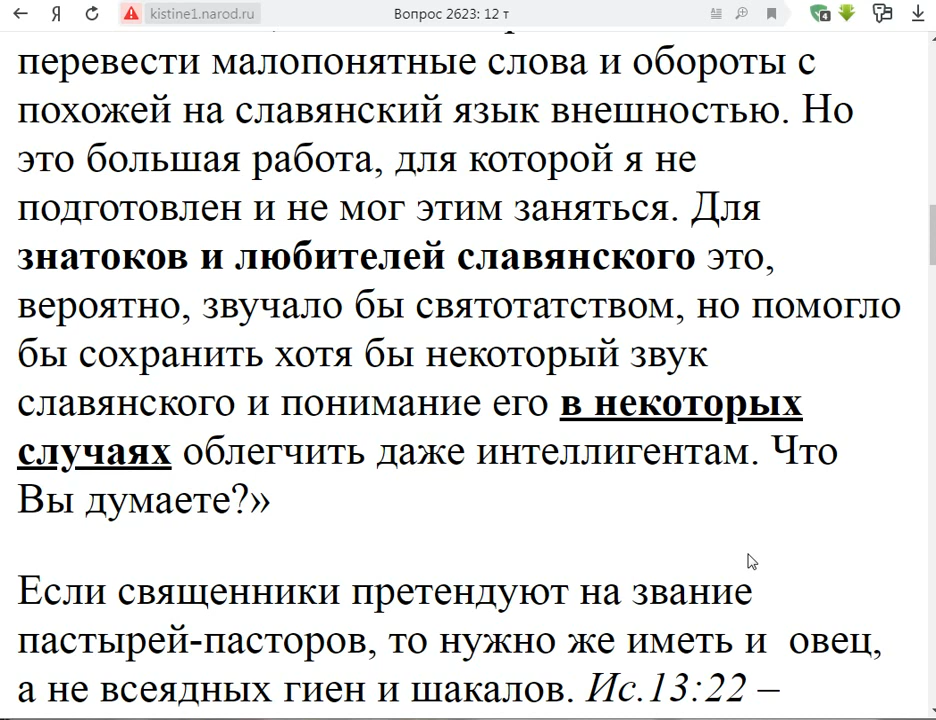 Я kistine1.narod.ru Вопрос 2623: 12 т 4
перевести малопонятные слова и обороты с
похожей на славянский язык внешностью. Но
это большая работа, для которой я не
подготовлен и не мог этим заняться. Для
знатоков и любителей славянского это,
вероятно, звучало бы святотатством, но помогло
бы сохранить хотя бы некоторый звук
славянского и понимание его в некоторых
случаях облегчить даже интеллигентам. Что
Вы думаете?»
Если священники претендуют на звание
пастырей-пасторов, то нужно же иметь и овец,
а не всеядных гиен и шакалов. Ис.13:22 –